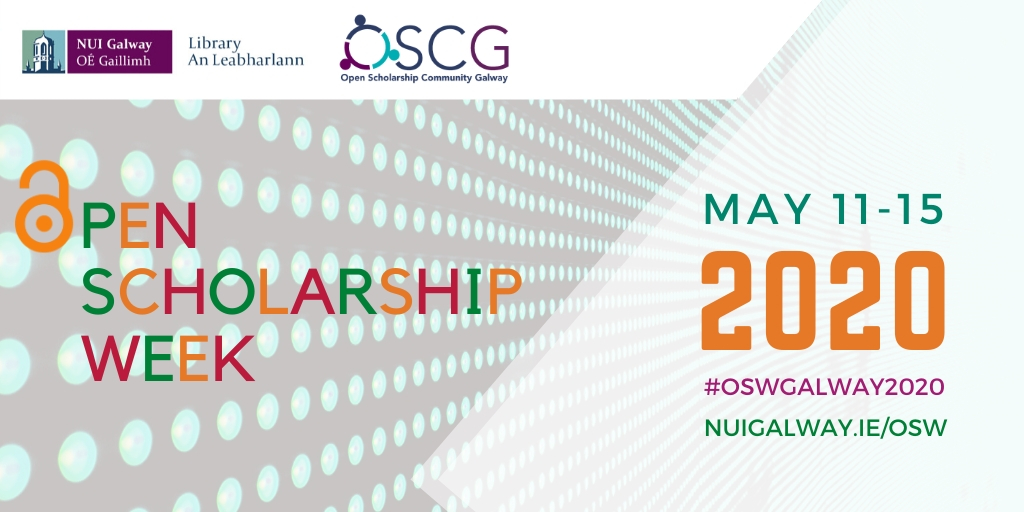 NUI Galway
OÉ Gaillimh
Library
An Leabharlann
OSCG
Open Scholarship Community Galway
OPEN
SCHOLARSHIP
WEEK
MAY 11-15
2020
#OSWGALWAY2020
NUIGALWAY.IE/OSW